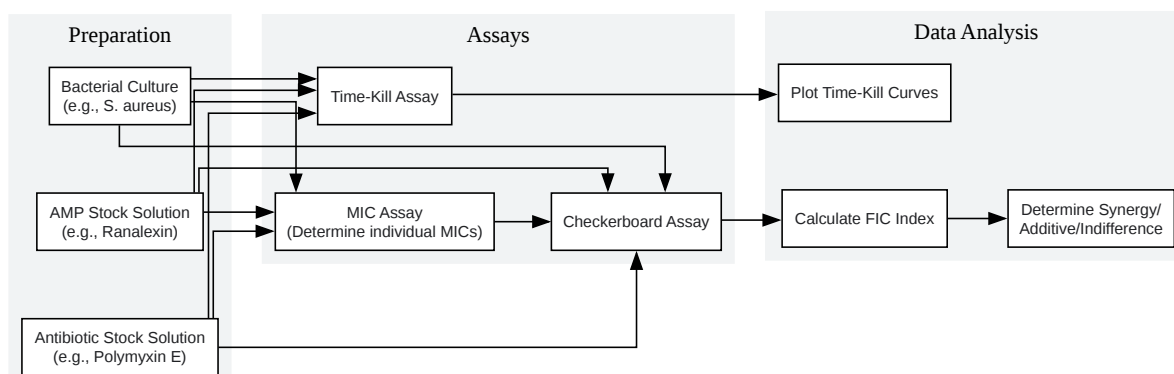 Preparation
Assays
Data Analysis
Bacterial Culture
(e.g., S. aureus)
Time-Kill Assay
Plot Time-Kill Curves
AMP Stock Solution
(e.g., Ranalexin)
MIC Assay
(Determine individual MICs)
Checkerboard Assay
Calculate FIC Index
Determine Synergy/
Additive/Indifference
Antibiotic Stock Solution
(e.g., Polymyxin E)